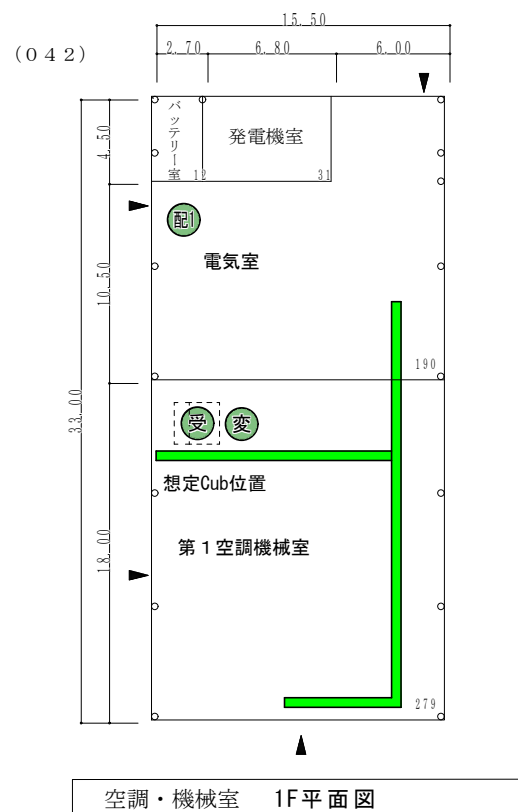 15.50
(042)
2.70 6.80 6.00
バッテリー室
発電機室
4.50
12
31
配1
電気室
10.50
190
33.00
受 変
想定Cub位置
第1空調機械室
18.00
279
空調・機械室 1F平面図